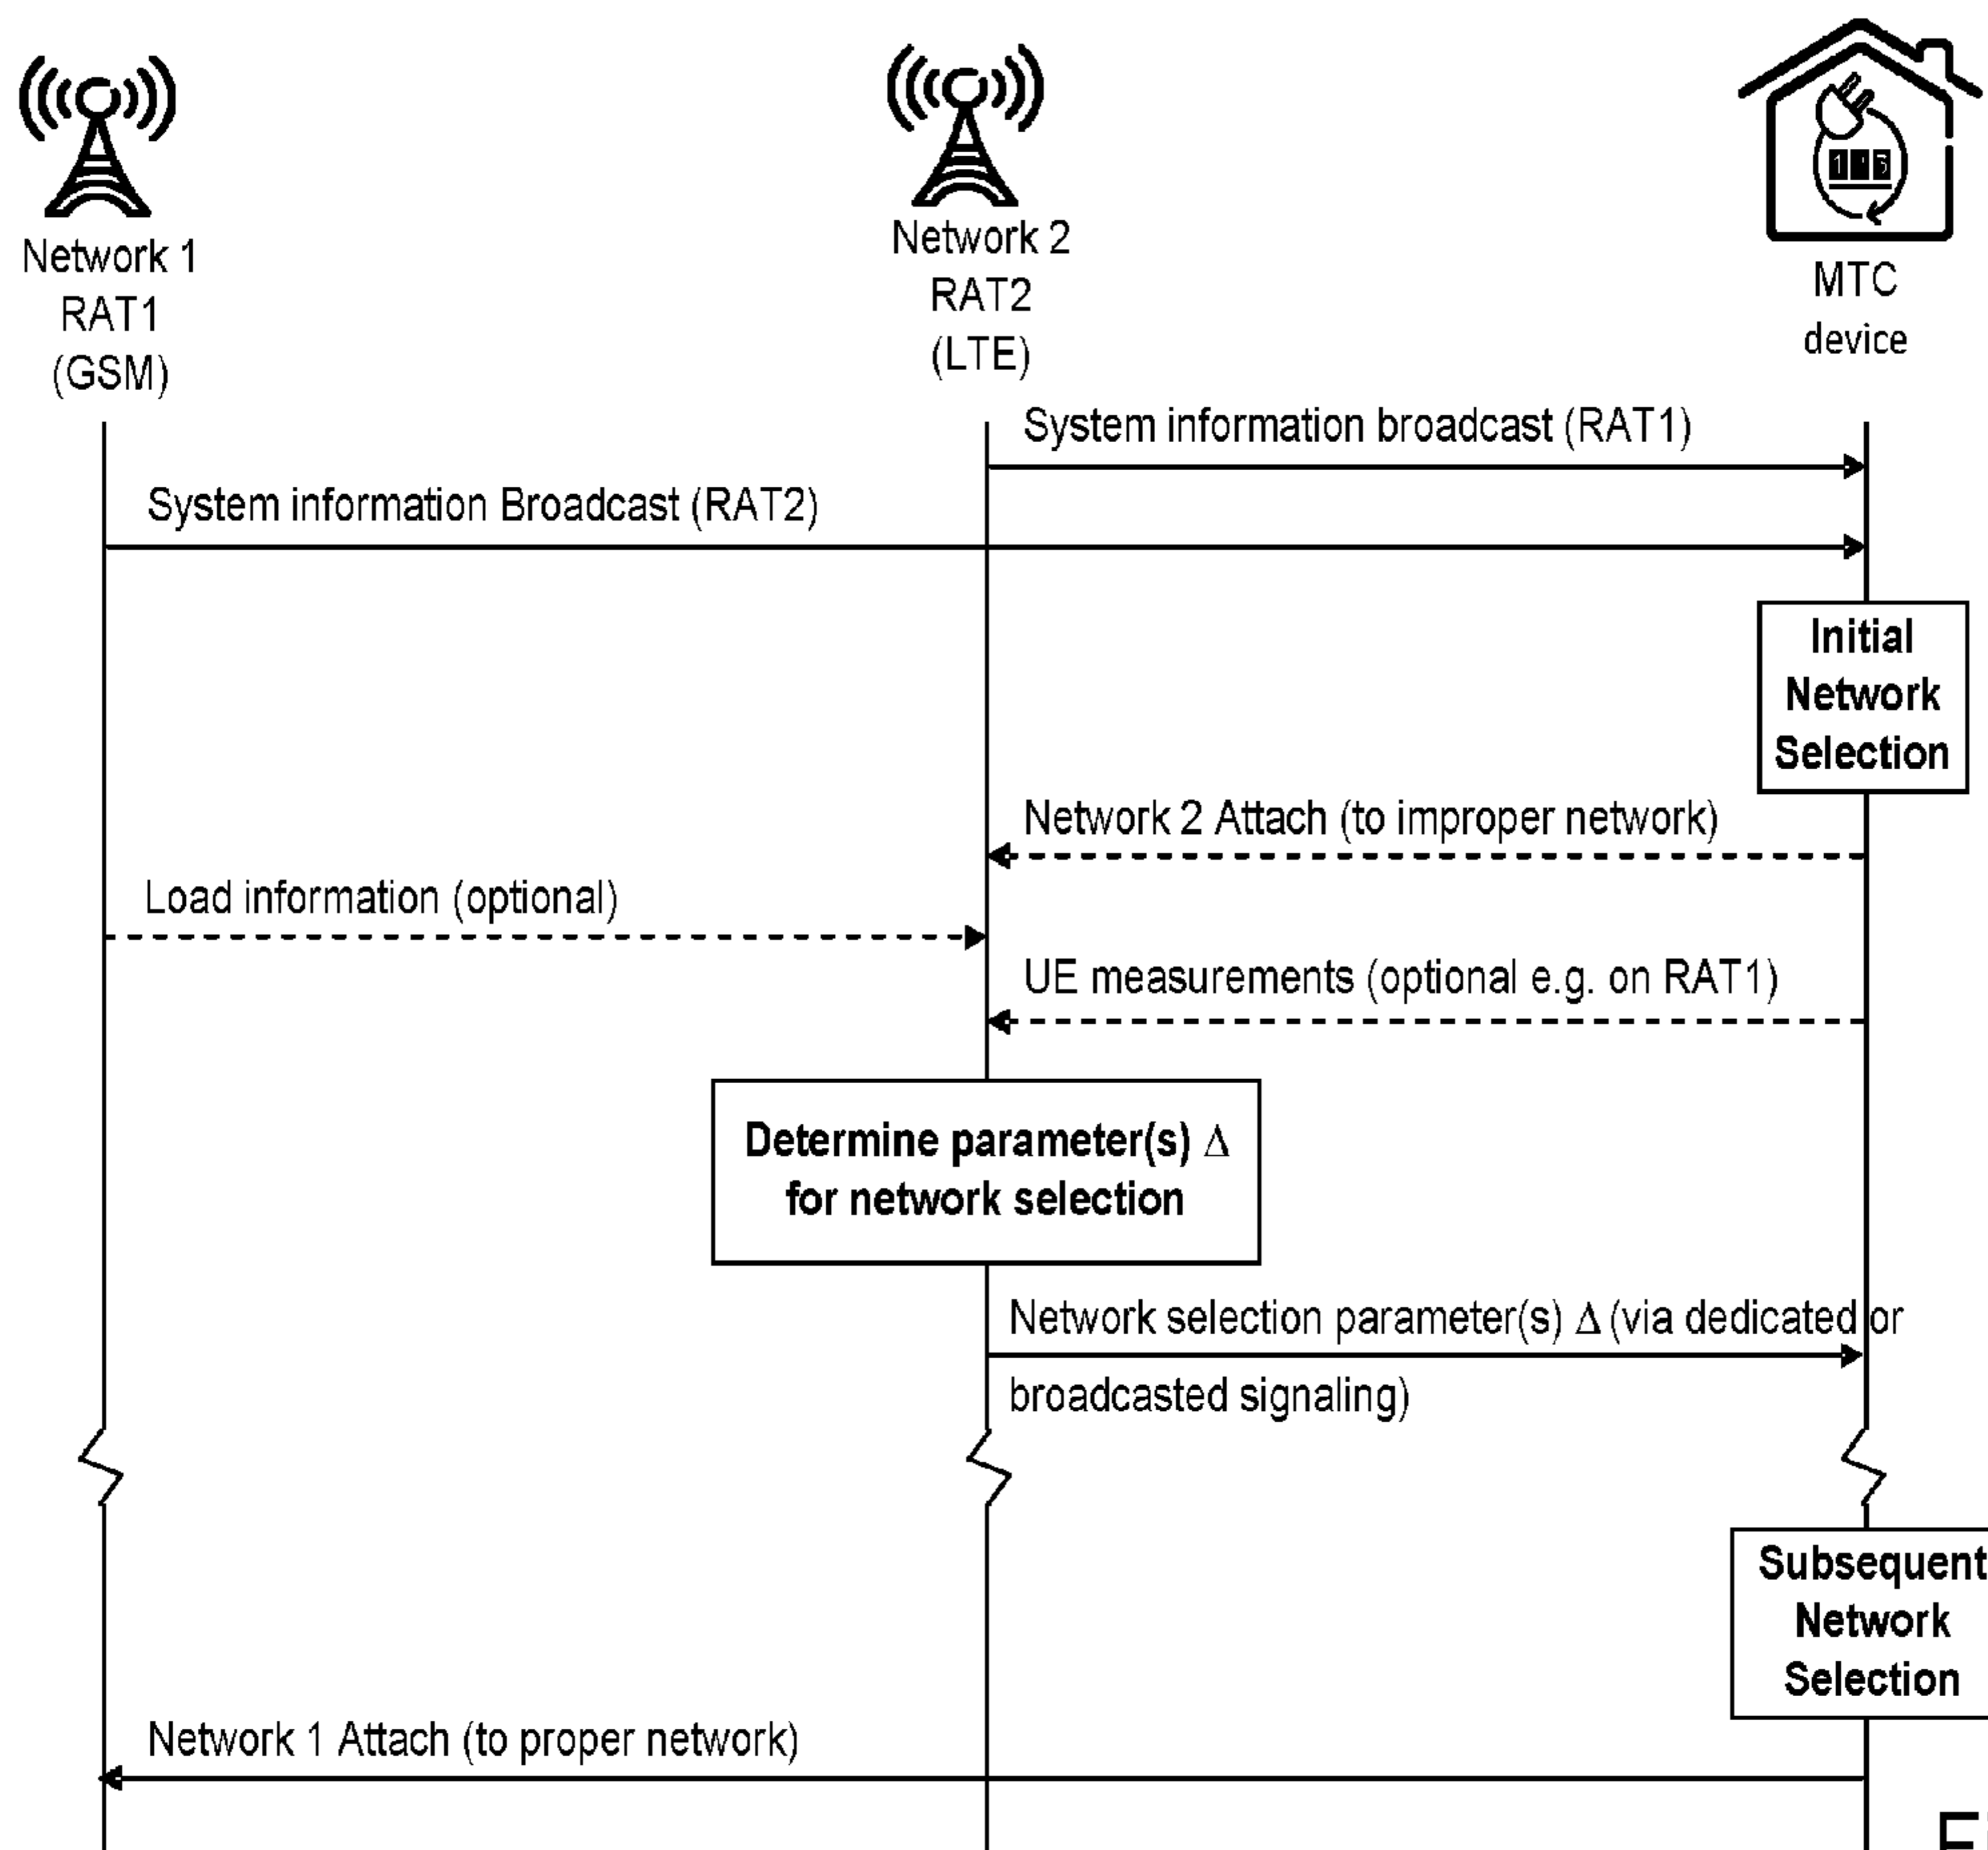 Network 1
RAT1
(GSM)
Network 2
RAT2
(LTE)
MTC
device
System information broadcast (RAT1)
System information Broadcast (RAT2)
Initial
Network
Selection
Network 2 Attach (to improper network)
Load information (optional)
UE measurements (optional e.g. on RAT1)
Determine parameter(s) Δ
for network selection
Network selection parameter(s) Δ (via dedicated or
broadcasted signaling)
Subsequent
Network
Selection
Network 1 Attach (to proper network)